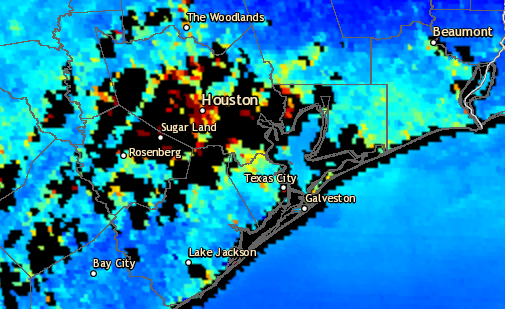 The Woodlands
Beaumont
Houston
Sugar Land
Rosenberg
Texas City
Galveston
Lake Jackson
Bay City